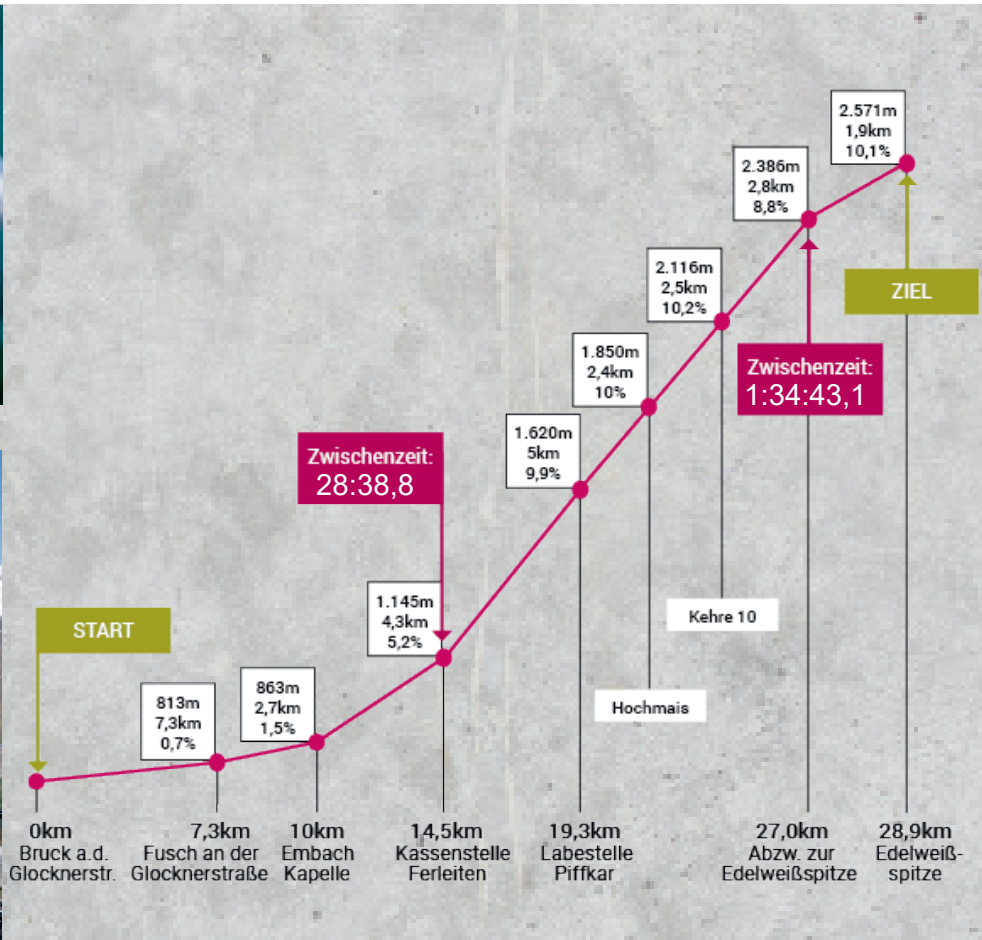 2.571m
1,9km
10,1%
2.386m
2,8km
8,8%
ZIEL
2.116m
2,5km
10,2%
1.850m
2,4km
10%
Zwischenzeit:
1:34:43,1
1.620m
5km
9,9%
Zwischenzeit:
28:38,8
1.145m
4,3km
5,2%
START
Kehre 10
813m
7,3km
0,7%
863m
2,7km
1,5%
Hochmais
0km
Bruck a.d.
Glocknerstr.
7,3km
Fusch an der
Glocknerstraße
10km
Embach
Kapelle
14,5km
Kassenstelle
Ferleiten
19,3km
Labestelle
Piffkar
27,0km
Abzw. zur
Edelweißspitze
28,9km
Edelweiß-
spitze